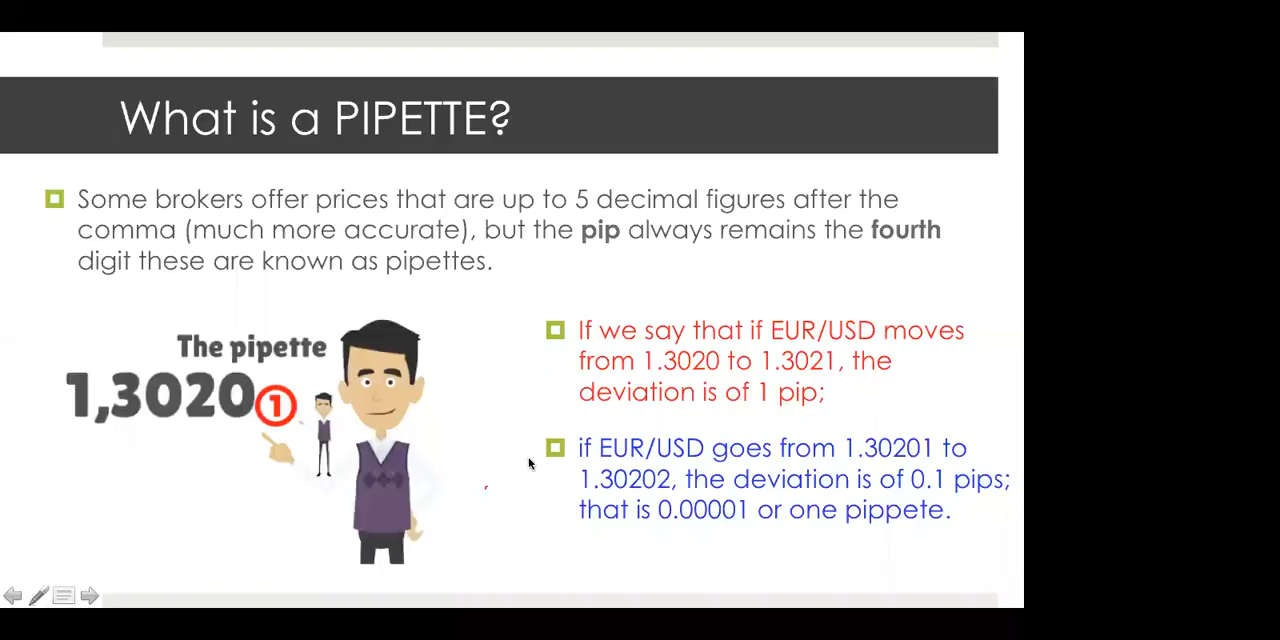 What is a PIPETTE?
Some brokers offer prices that are up to 5 decimal figures after the
comma (much more accurate), but the pip always remains the fourth
digit these are known as pipettes.
The pipette
1,3020①
If we say that if EUR/USD moves
from 1.3020 to 1.3021, the
deviation is of 1 pip;
if EUR/USD goes from 1.30201 to
1.30202, the deviation is of 0.1 pips;
that is 0.00001 or one pippete.